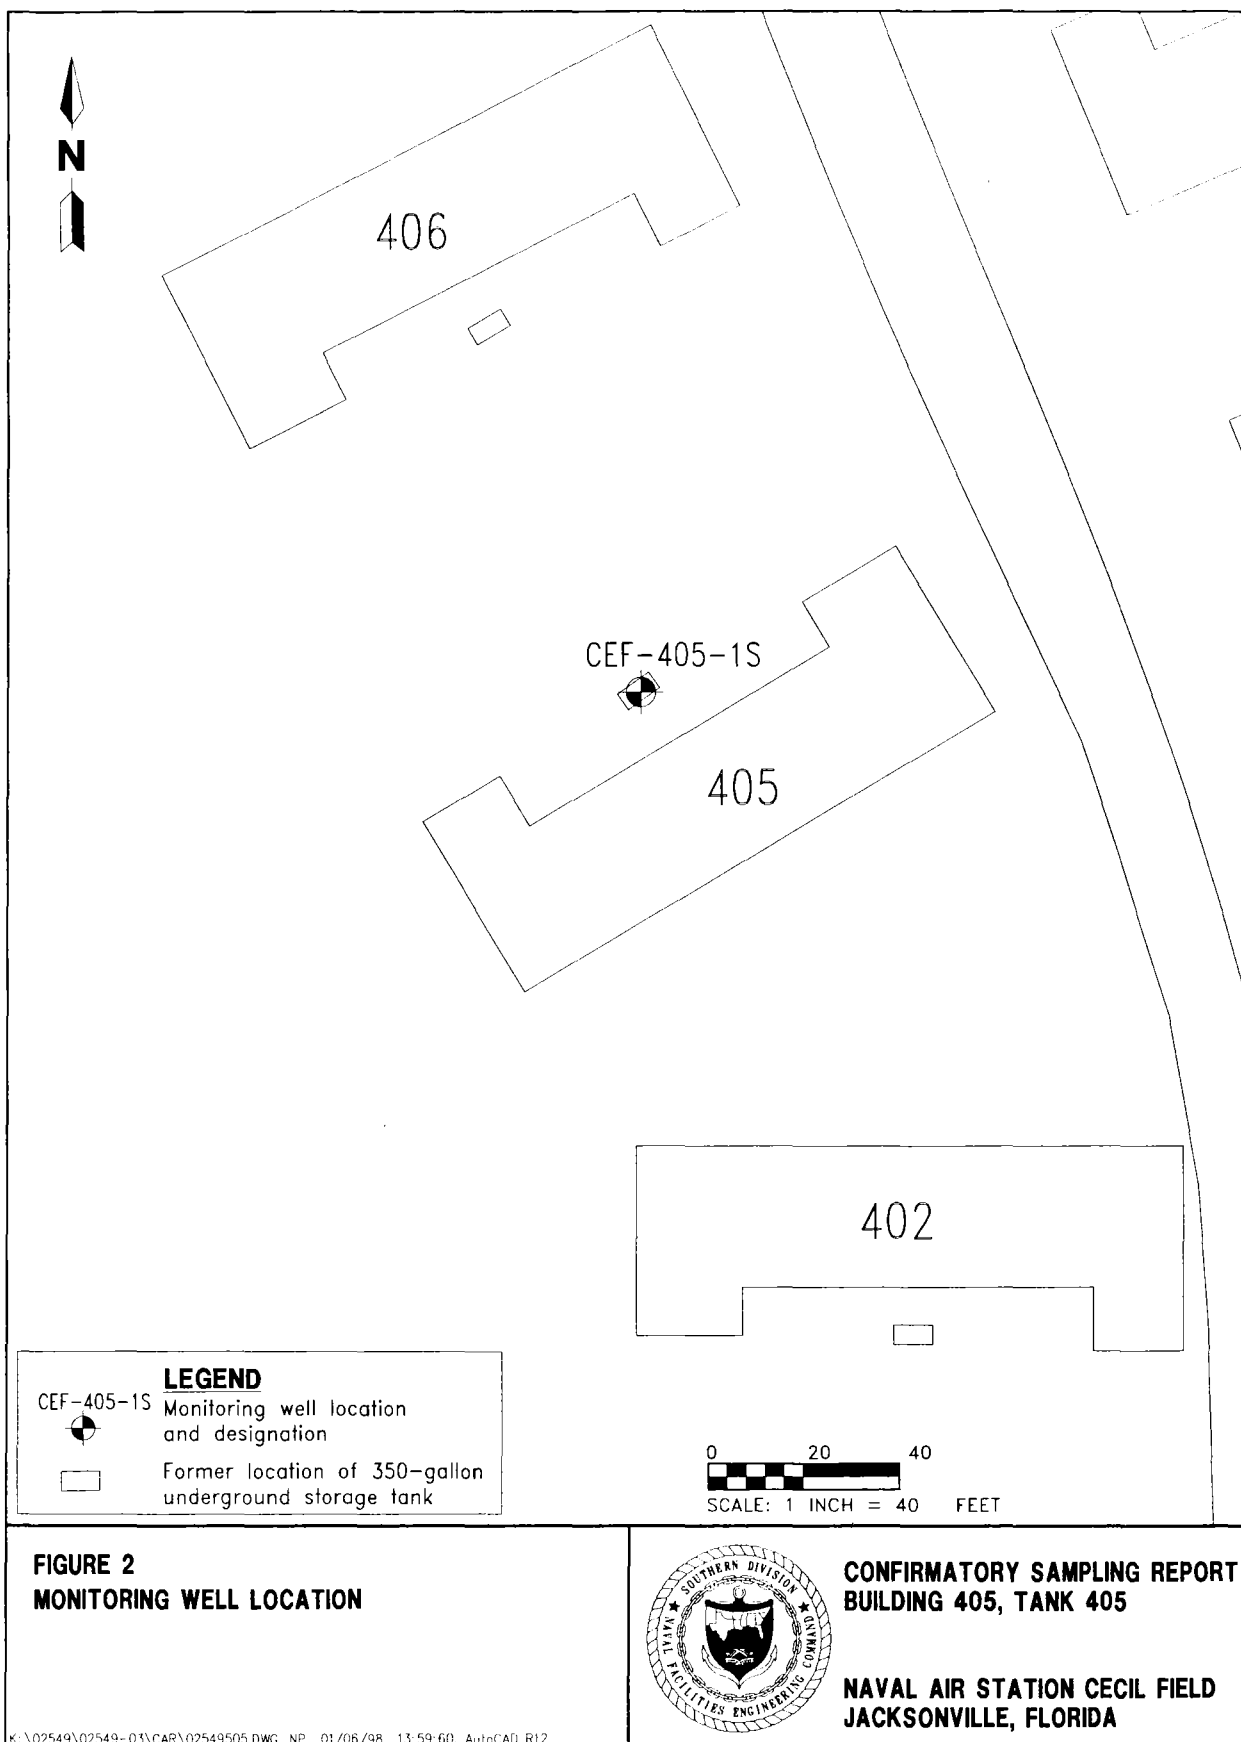 N
406
CEF-405-1S
405
402
LEGEND
CEF-405-1S
Monitoring well location
and designation
Former location of 350-gallon
underground storage tank
0 20 40
SCALE: 1 INCH = 40 FEET
FIGURE 2
MONITORING WELL LOCATION
SOUTHERN DIVISION
NAVAL FACILITIES ENGINEERING COMMAND
CONFIRMATORY SAMPLING REPORT
BUILDING 405, TANK 405
NAVAL AIR STATION CECIL FIELD
JACKSONVILLE, FLORIDA
K:\02549\02549-03\CAR\02549505.DWG, NP 01/06/98 13:59:60, AutoCAD R12